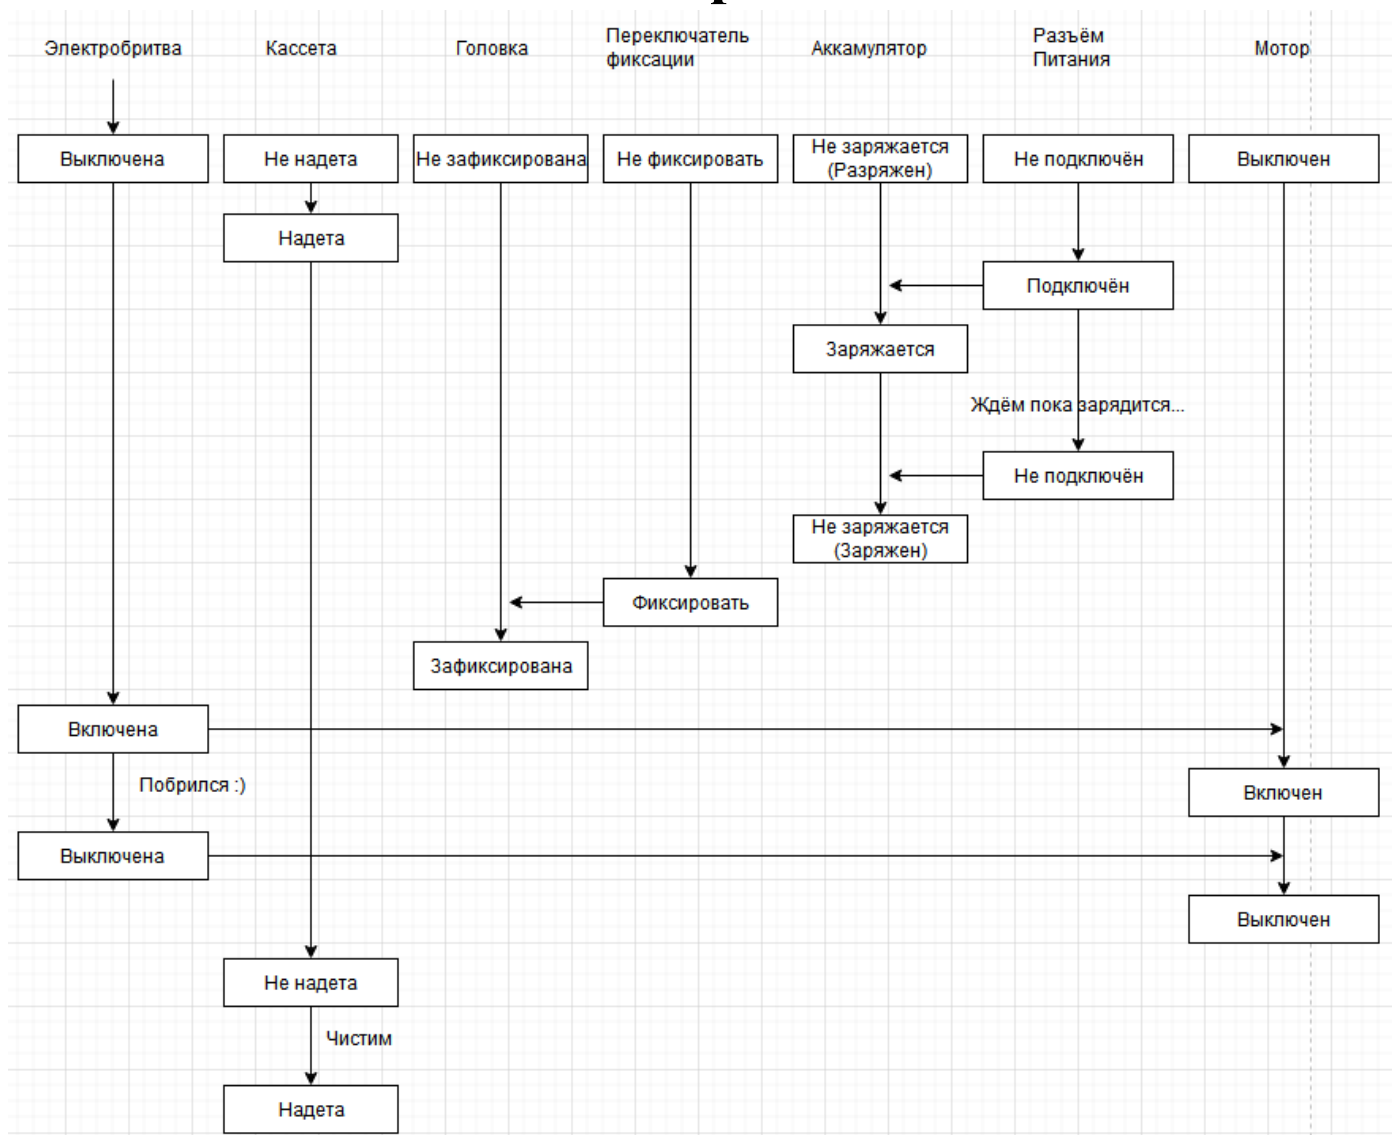 Электробритва
Кассета
Головка
Переключатель
фиксации
Аккамулятор
Разъём
Питания
Мотор
Выключена
Не надета
Не зафиксирована
Не фиксировать
Не заряжается
(Разряжен)
Не подключён
Выключен
Надета
Подключён
Заряжается
Ждём пока зарядится...
Не подключён
Не заряжается
(Заряжен)
Фиксировать
Зафиксирована
Включена
Побрился :)
Включен
Выключена
Выключен
Не надета
Чистим
Надета